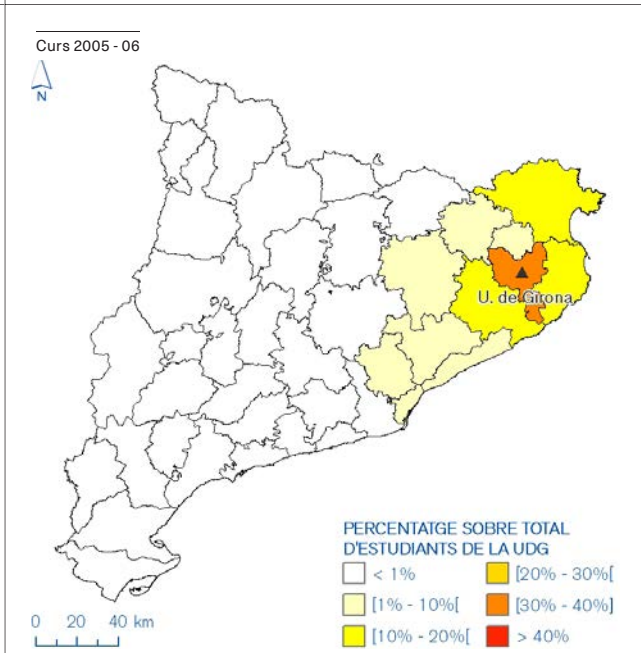 Curs 2005 - 06
N
U. de Girona
PERCENTATGE SOBRE TOTAL
D'ESTUDIANTS DE LA UDG
< 1%
[20% - 30%[
[1% - 10%[
[30% - 40%]
[10% - 20%[
> 40%
0 20 40 km